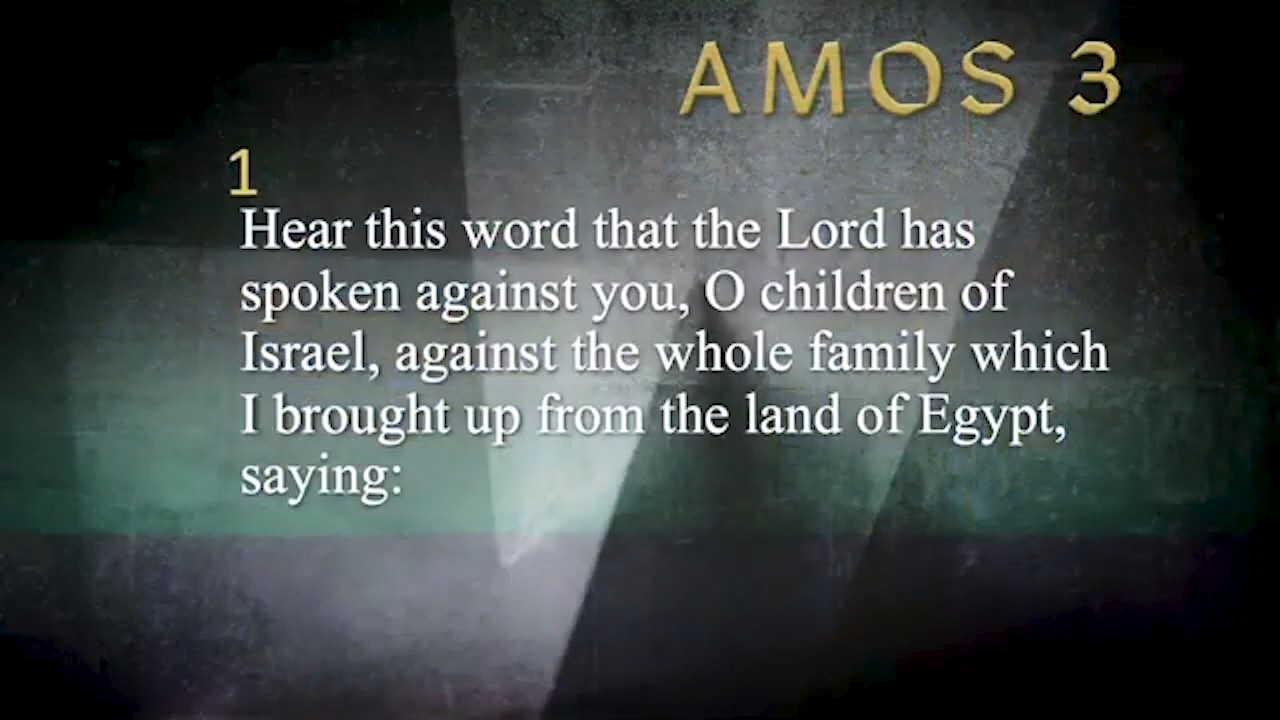 AMOS 3
1
Hear this word that the Lord has
spoken against you, O children of
Israel, against the whole family which
I brought up from the land of Egypt,
saying: